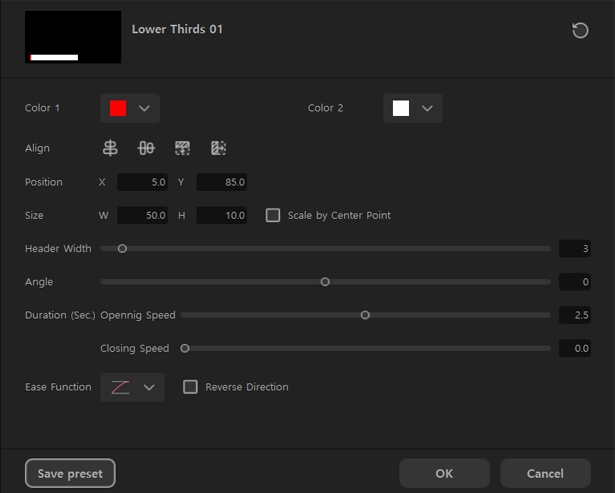 Lower Thirds 01
Color 1
Color 2
Align
Position X 5.0 Y 85.0
Size W 50.0 H 10.0 Scale by Center Point
Header Width 3
Angle 0
Duration (Sec.) Opennig Speed 2.5
Closing Speed 0.0
Ease Function Reverse Direction
Save preset OK Cancel